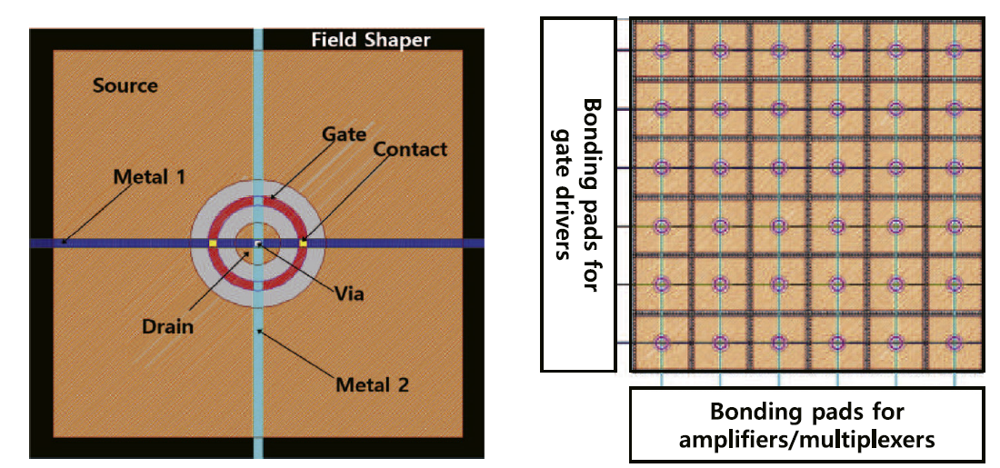 Field Shaper
Source
Gate
Contact
Metal 1
Via
Drain
Metal 2
Bonding pads for
gate drivers
Bonding pads for
amplifiers/multiplexers